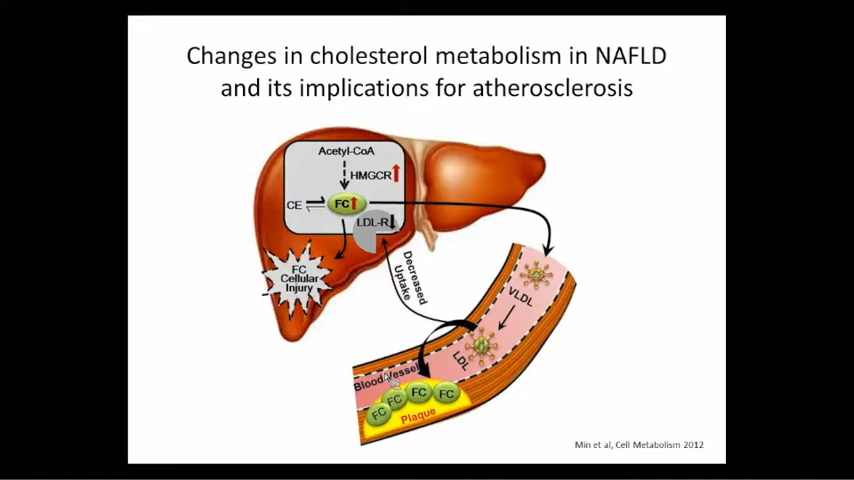 Changes in cholesterol metabolism in NAFLD
and its implications for atherosclerosis
Acetyl-CoA
HMGCR
CE
FC
LDL-R
FC
Cellular
Injury
Decreased
Uptake
VLDL
LDL
Blood Vessel
FC
FC
FC
FC
Plaque
Min et al, Cell Metabolism 2012